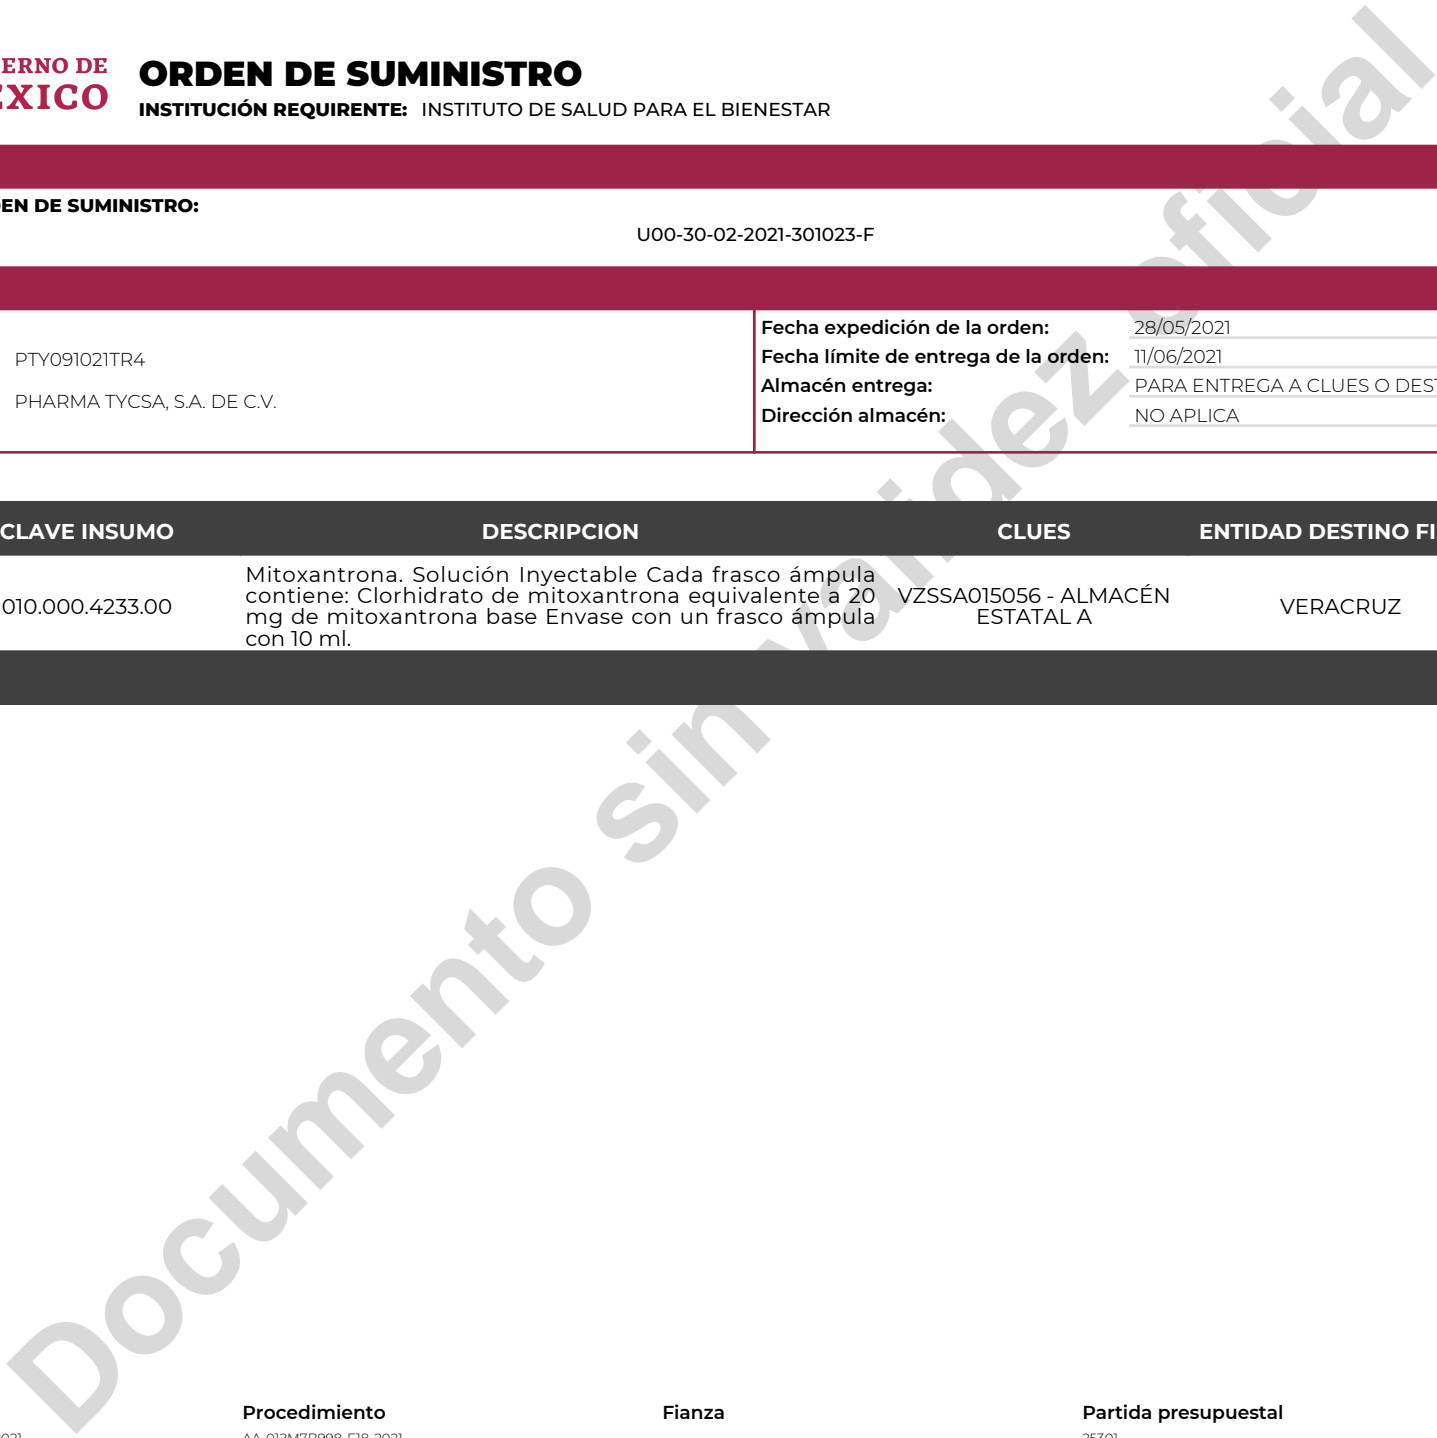 ERNO DE
ÉXICO
ORDEN DE SUMINISTRO
INSTITUCIÓN REQUIRENTE: INSTITUTO DE SALUD PARA EL BIENESTAR
EN DE SUMINISTRO:
U00-30-02-2021-301023-F
PTY091021TR4
PHARMA TYCSA, S.A. DE C.V.
Fecha expedición de la orden: 28/05/2021
Fecha límite de entrega de la orden: 11/06/2021
Almacén entrega: PARA ENTREGA A CLUES O DEST
Dirección almacén: NO APLICA
CLAVE INSUMO DESCRIPCION CLUES ENTIDAD DESTINO FI
010.000.4233.00
Mitoxantrona. Solución Inyectable Cada frasco ámpula
contiene: Clorhidrato de mitoxantrona equivalente a 20
mg de mitoxantrona base Envase con un frasco ámpula
con 10 ml.
VZSSA015056 - ALMACÉN
ESTATAL A
VERACRUZ
Documento sin validez oficial
Procedimiento Fianza Partida presupuestal